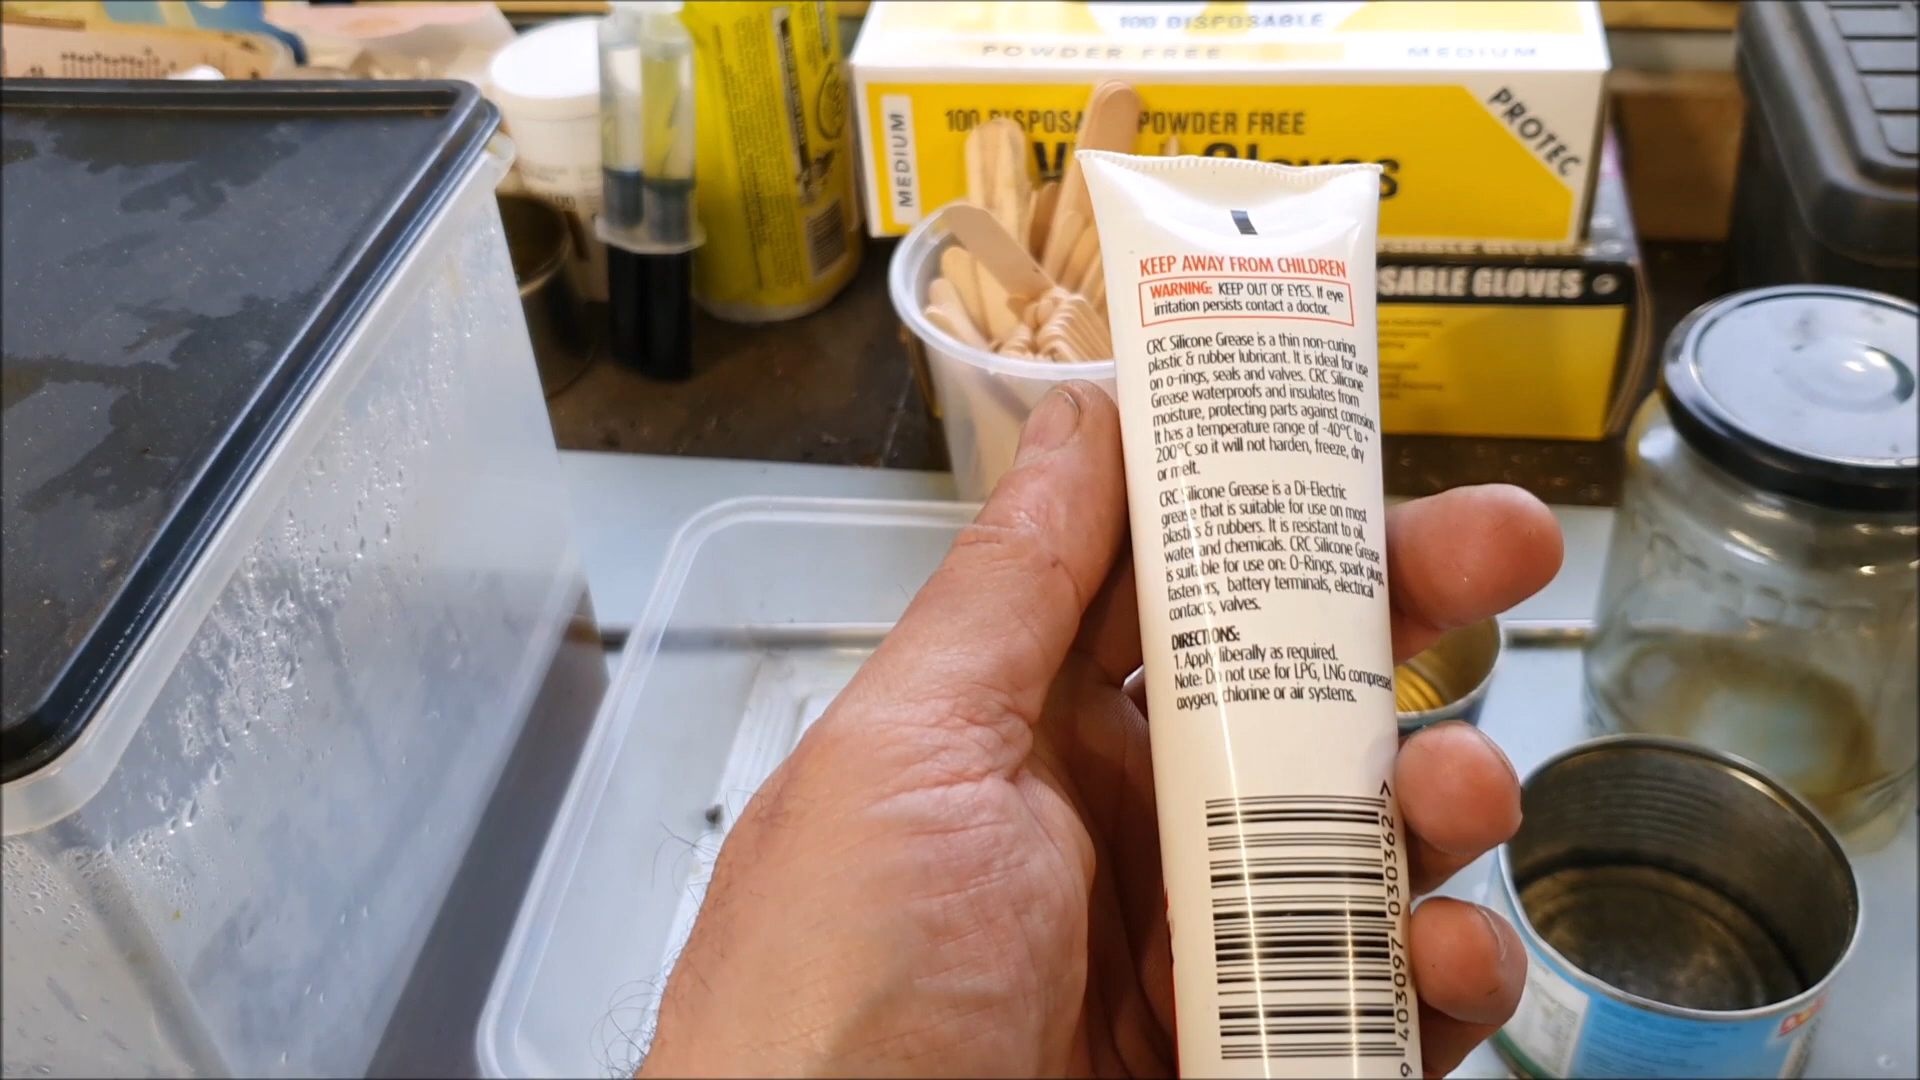 100 DISPOSABLE
POWDER FREE MEDIUM
MEDIUM
100 DISPOSA POWDER FREE
PROTEC
SABLE GLOVES
KEEP AWAY FROM CHILDREN
WARNING: KEEP OUT OF EYES. If eye
irritation persists contact a doctor.
CRC Silicone Grease is a thin non-curing
plastic & rubber lubricant. It is ideal for use
on o-rings, seals and valves. CRC Silicone
Grease waterproofs and insulates from
moisture, protecting parts against corrosion.
It has a temperature range of -40°C to +
200°C so it will not harden, freeze, dry
or melt.
CRC Silicone Grease is a Di-Electric
grease that is suitable for use on most
plastics & rubbers. It is resistant to oil,
water and chemicals. CRC Silicone Grease
is suitable for use on: O-Rings, spark plugs,
fasteners, battery terminals, electrical
contacts, valves.
DIRECTIONS:
1. Apply liberally as required.
Note: Do not use for LPG, LNG compressed
oxygen, chlorine or air systems.
9 403097 030362 >